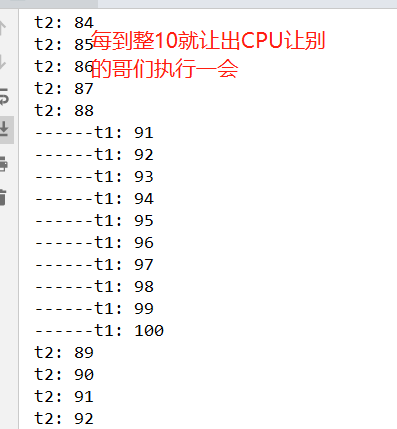 t2: 84
每到整10就让出CPU让别
t2: 85
t2: 86
的哥们执行一会
t2: 87
t2: 88
------t1: 91
------t1: 92
------t1: 93
------t1: 94
------t1: 95
------t1: 96
------t1: 97
------t1: 98
------t1: 99
------t1: 100
t2: 89
t2: 90
t2: 91
t2: 92